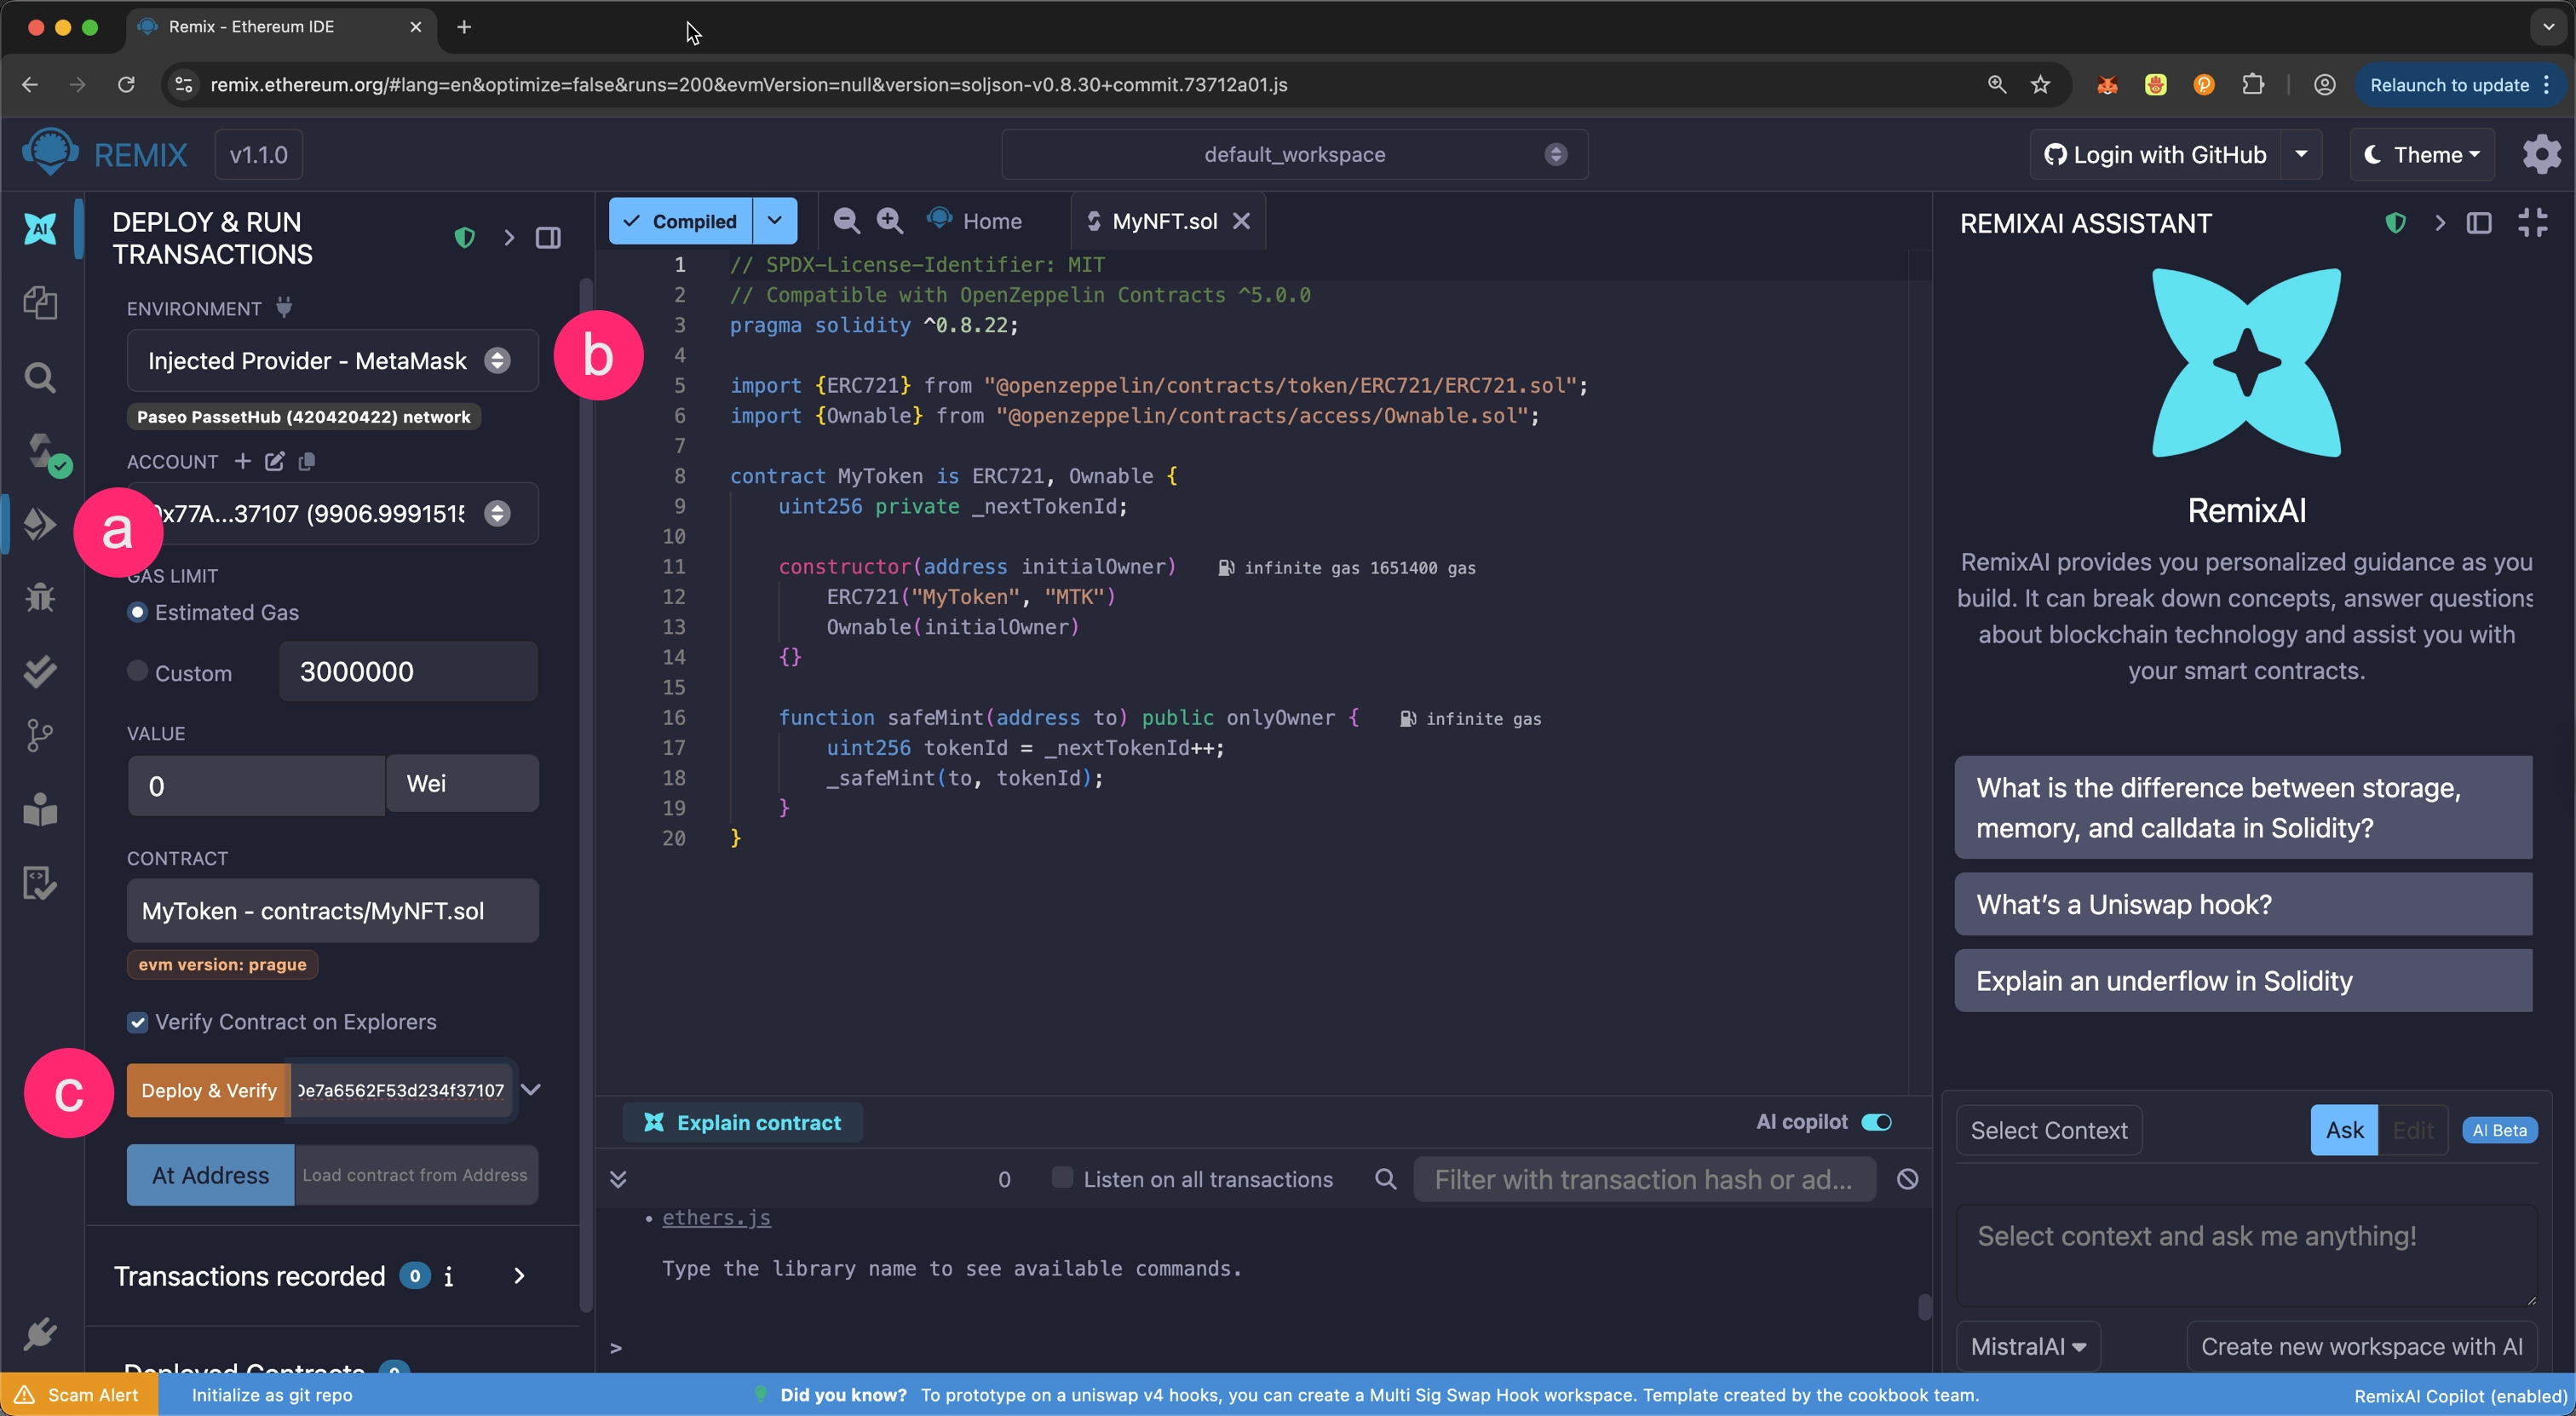 Remix - Ethereum IDE
remix.ethereum.org/#lang=en&optimize=false&runs=200&evmVersion=null&version=soljson-v0.8.30+commit.73712a01.js
Relaunch to update
REMIX
v1.1.0
default_workspace
Login with GitHub
Theme
AI
DEPLOY & RUN
TRANSACTIONS
ENVIRONMENT
Injected Provider - MetaMask
b
Paseo PassetHub (420420422) network
ACCOUNT
0x77A...37107 (9906.999151
a
GAS LIMIT
Estimated Gas
Custom
3000000
VALUE
0
Wei
CONTRACT
MyToken - contracts/MyNFT.sol
evm version: prague
Verify Contract on Explorers
c
Deploy & Verify
De7a6562F53d234f37107
At Address
Load contract from Address
Transactions recorded 0 i
Deployed Contracts
Compiled
Home
MyNFT.sol
1 // SPDX-License-Identifier: MIT
2 // Compatible with OpenZeppelin Contracts ^5.0.0
3 pragma solidity ^0.8.22;
4
5 import {ERC721} from "@openzeppelin/contracts/token/ERC721/ERC721.sol";
6 import {Ownable} from "@openzeppelin/contracts/access/Ownable.sol";
7
8 contract MyToken is ERC721, Ownable {
9 uint256 private _nextTokenId;
10
11 constructor(address initialOwner) infinite gas 1651400 gas
12 ERC721("MyToken", "MTK")
13 Ownable(initialOwner)
14 {}
15
16 function safeMint(address to) public onlyOwner { infinite gas
17 uint256 tokenId = _nextTokenId++;
18 _safeMint(to, tokenId);
19 }
20 }
Explain contract
AI copilot
0
Listen on all transactions
Filter with transaction hash or ad...
• ethers.js
Type the library name to see available commands.
>
REMIXAI ASSISTANT
RemixAI
RemixAI provides you personalized guidance as you
build. It can break down concepts, answer questions
about blockchain technology and assist you with
your smart contracts.
What is the difference between storage,
memory, and calldata in Solidity?
What's a Uniswap hook?
Explain an underflow in Solidity
Select Context
Ask
Edit
AI Beta
Select context and ask me anything!
MistralAI
Create new workspace with AI
Scam Alert
Initialize as git repo
Did you know? To prototype on a uniswap v4 hooks, you can create a Multi Sig Swap Hook workspace. Template created by the cookbook team.
RemixAI Copilot (enabled)